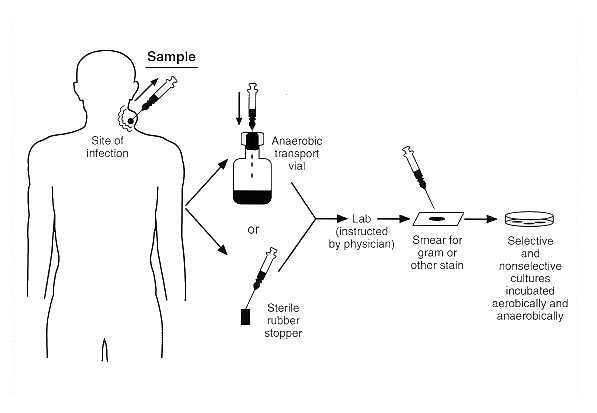 Sample
Site of
infection
Anaerobic
transport
vial
or
Sterile
rubber
stopper
Lab
(instructed
by physician)
Smear for
gram or
other stain
Selective
and
nonselective
cultures
incubated
aerobically and
anaerobically